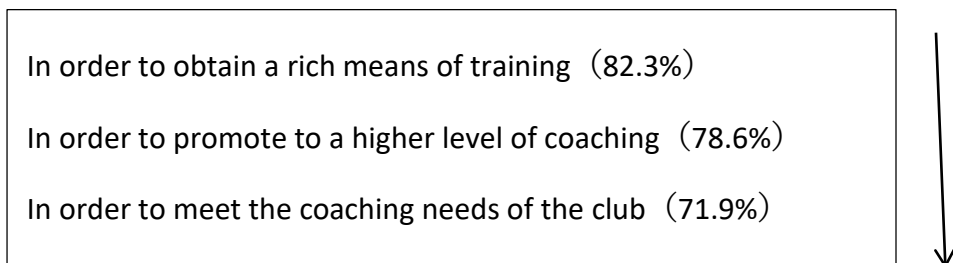 In order to obtain a rich means of training（82.3%）
In order to promote to a higher level of coaching（78.6%）
In order to meet the coaching needs of the club（71.9%）